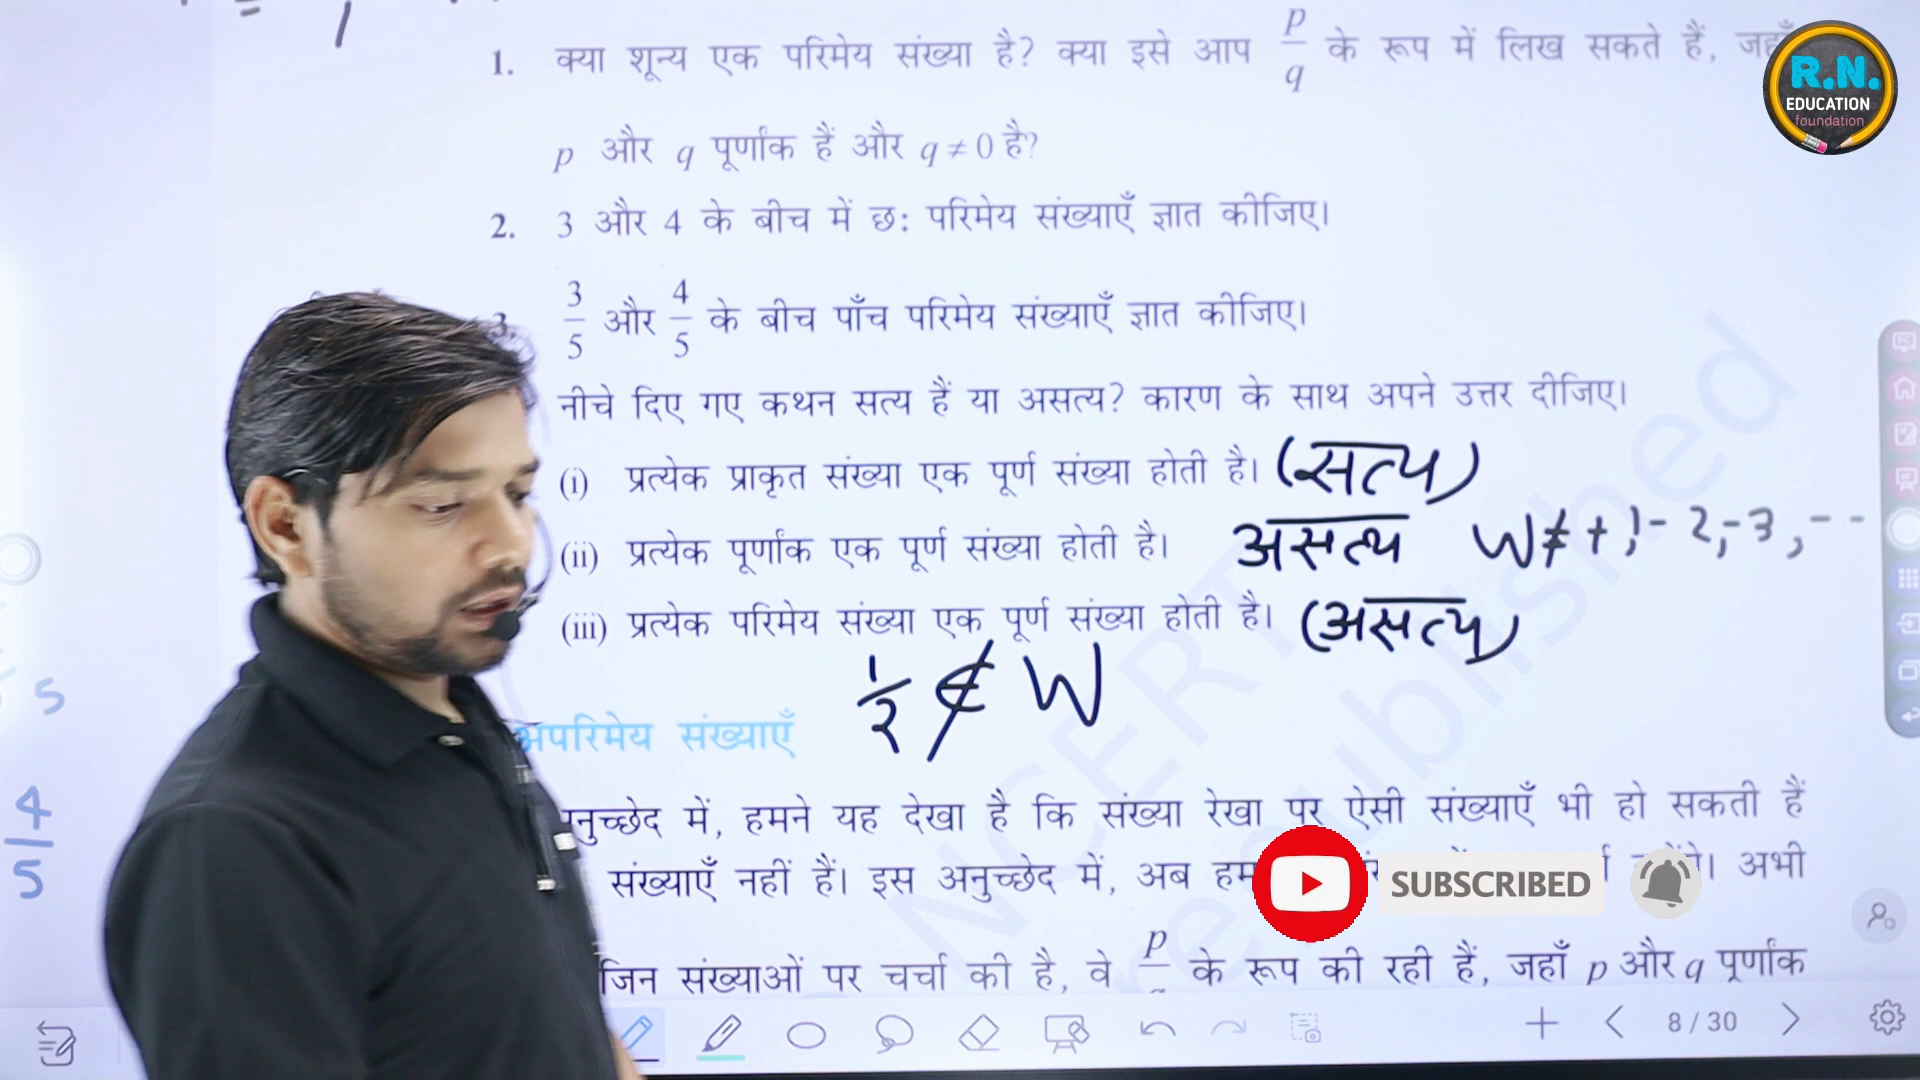 1. क्या शून्य एक परिमेय संख्या है? क्या इसे आप p/q के रूप में लिख सकते हैं, जहाँ
R.N.
EDUCATION
foundation
p और q पूर्णांक हैं और q ≠ 0 है?
2. 3 और 4 के बीच में छः परिमेय संख्याएँ ज्ञात कीजिए।
3. 3/5 और 4/5 के बीच पाँच परिमेय संख्याएँ ज्ञात कीजिए।
नीचे दिए गए कथन सत्य हैं या असत्य? कारण के साथ अपने उत्तर दीजिए।
(i) प्रत्येक प्राकृत संख्या एक पूर्ण संख्या होती है। (सत्य)
(ii) प्रत्येक पूर्णांक एक पूर्ण संख्या होती है। असत्य W ≠ + 1, - 2, - 3, - -
(iii) प्रत्येक परिमेय संख्या एक पूर्ण संख्या होती है। (असत्य)
1/2 ∉ W
5
अपरिमेय संख्याएँ
4/5
नुच्छेद में, हमने यह देखा है कि संख्या रेखा पर ऐसी संख्याएँ भी हो सकती हैं
संख्याएँ नहीं हैं। इस अनुच्छेद में, अब हम अभी
SUBSCRIBED
जिन संख्याओं पर चर्चा की है, वे p के रूप की रही हैं, जहाँ p और q पूर्णांक
8 / 30